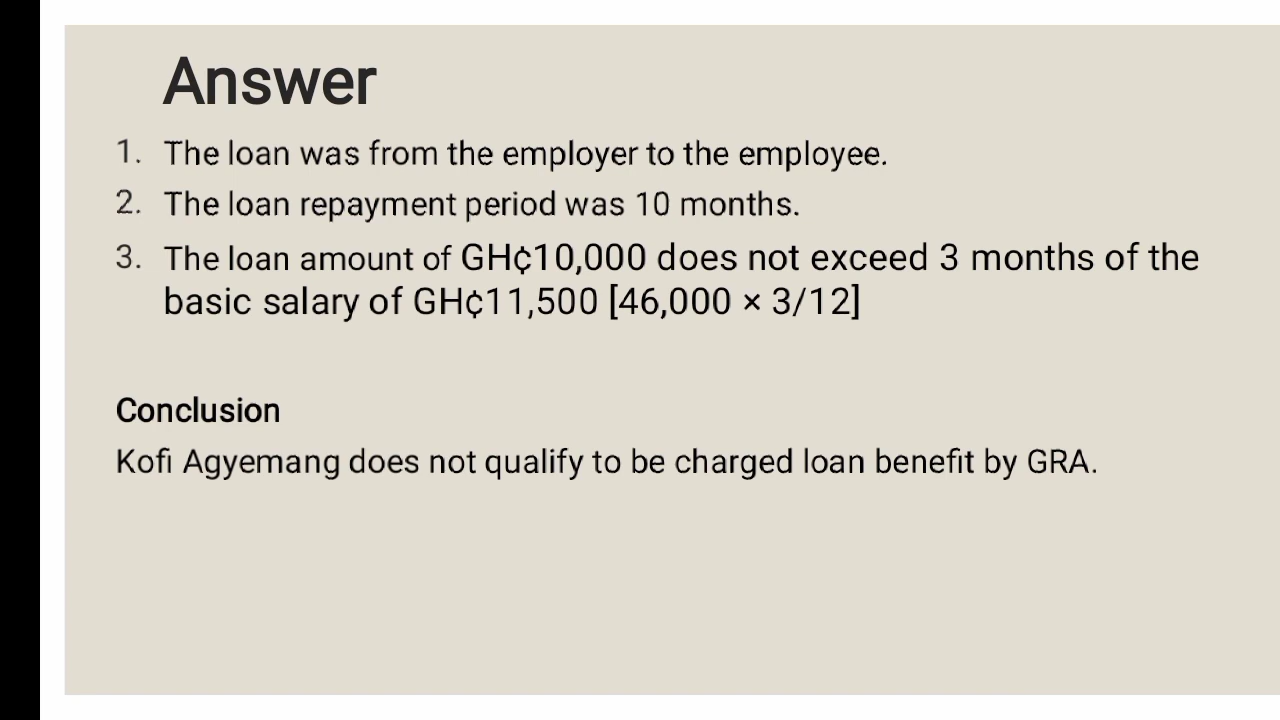 Answer
1. The loan was from the employer to the employee.
2. The loan repayment period was 10 months.
3. The loan amount of GH¢10,000 does not exceed 3 months of the
basic salary of GH¢11,500 [46,000 × 3/12]
Conclusion
Kofi Agyemang does not qualify to be charged loan benefit by GRA.